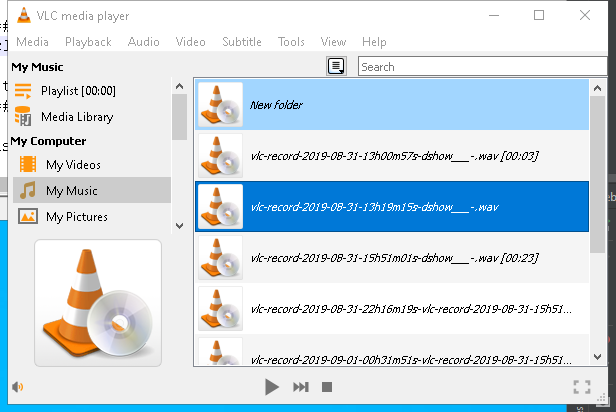 VLC media player
Media Playback Audio Video Subtitle Tools View Help
My Music
Search
Playlist [00:00]
Media Library
My Computer
My Videos
My Music
My Pictures
New folder
vlc-record-2019-08-31-13h00m57s-dshow___-.wav [00:03]
vlc-record-2019-08-31-13h19m15s-dshow___-.wav
vlc-record-2019-08-31-15h51m01s-dshow___-.wav [00:23]
vlc-record-2019-08-31-22h16m19s-vlc-record-2019-08-31-15h51...
vlc-record-2019-09-01-00h31m51s-vlc-record-2019-08-31-15h51...